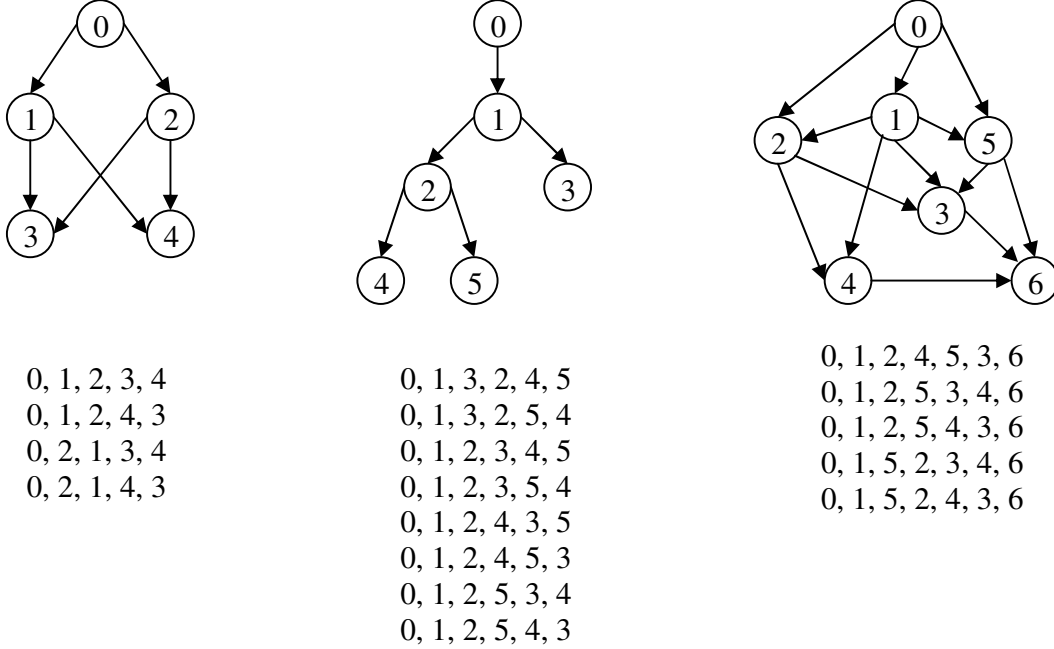 0
1
2
3
4
0
1
2
3
4
5
0
1
2
5
3
4
6
0, 1, 2, 3, 4
0, 1, 2, 4, 3
0, 2, 1, 3, 4
0, 2, 1, 4, 3
0, 1, 3, 2, 4, 5
0, 1, 3, 2, 5, 4
0, 1, 2, 3, 4, 5
0, 1, 2, 3, 5, 4
0, 1, 2, 4, 3, 5
0, 1, 2, 4, 5, 3
0, 1, 2, 5, 3, 4
0, 1, 2, 5, 4, 3
0, 1, 2, 4, 5, 3, 6
0, 1, 2, 5, 3, 4, 6
0, 1, 2, 5, 4, 3, 6
0, 1, 5, 2, 3, 4, 6
0, 1, 5, 2, 4, 3, 6